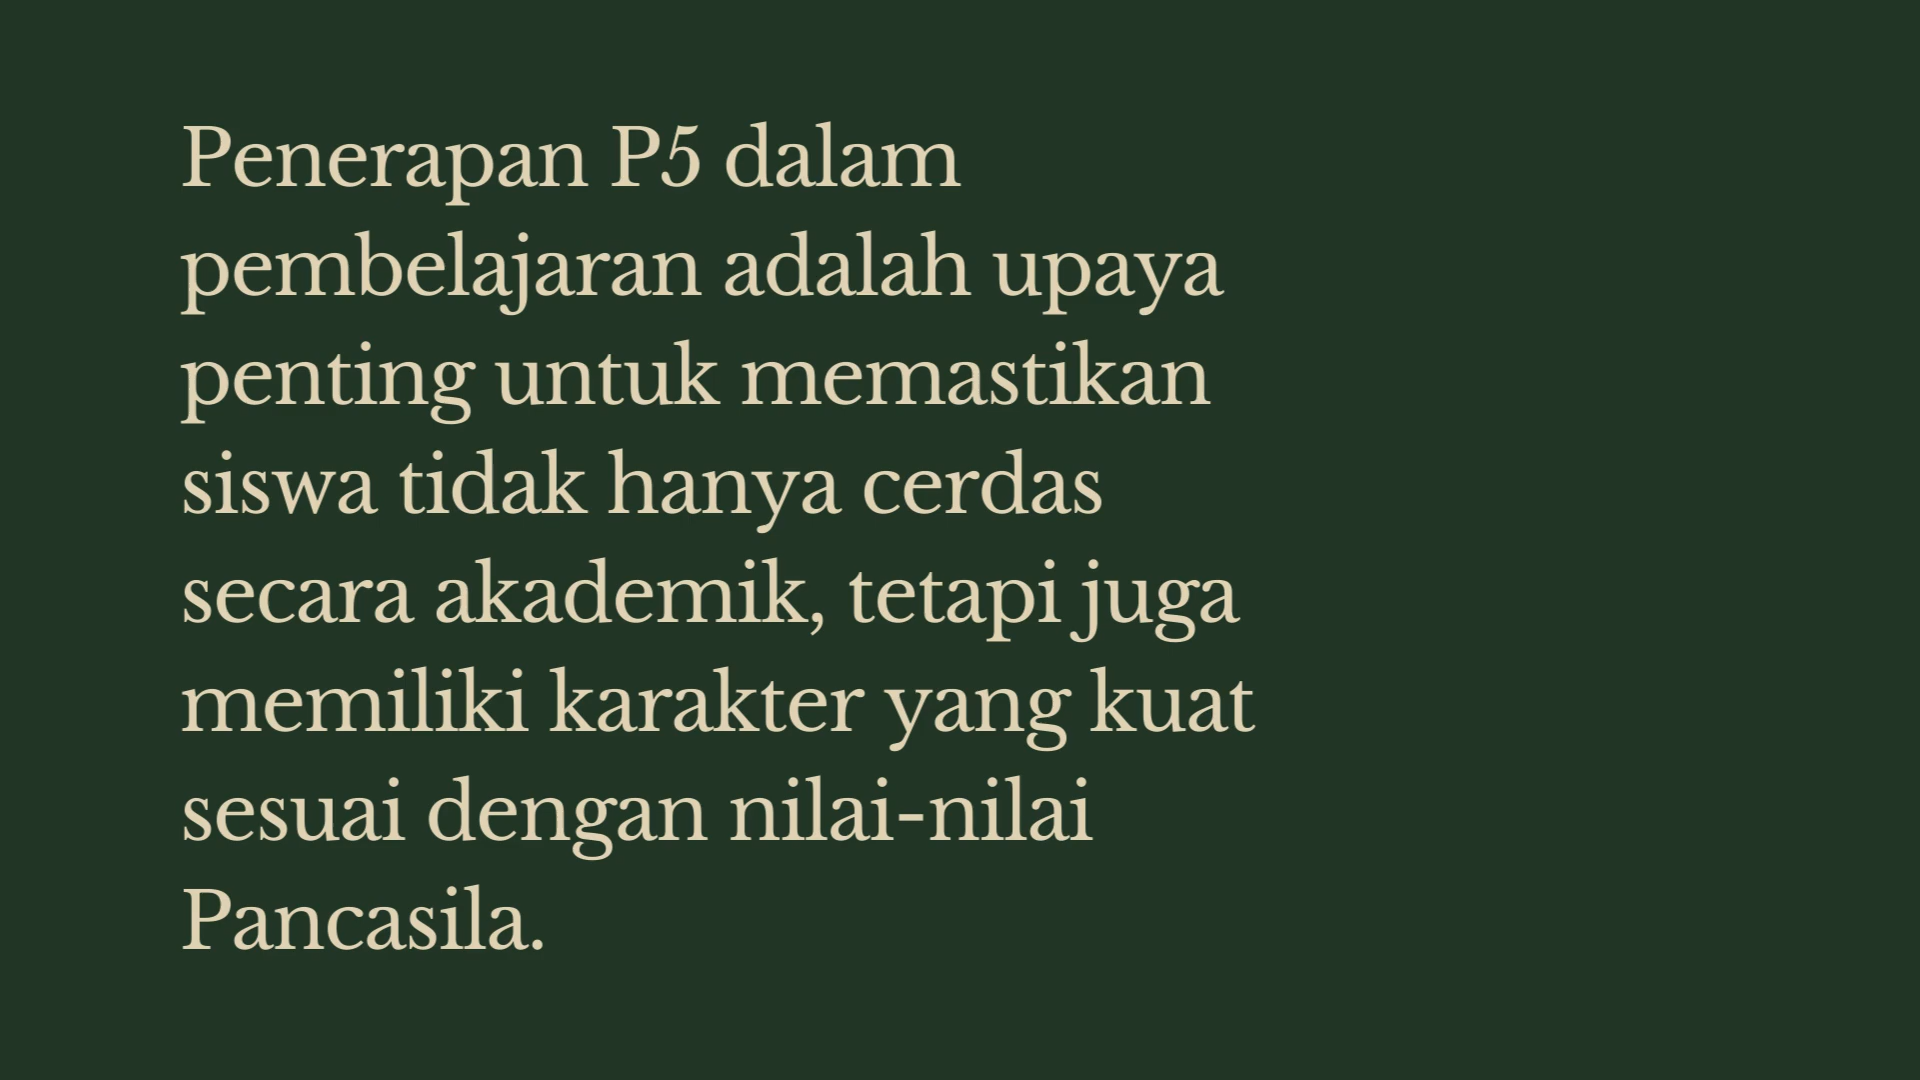 Penerapan P5 dalam
pembelajaran adalah upaya
penting untuk memastikan
siswa tidak hanya cerdas
secara akademik, tetapi juga
memiliki karakter yang kuat
sesuai dengan nilai-nilai
Pancasila.